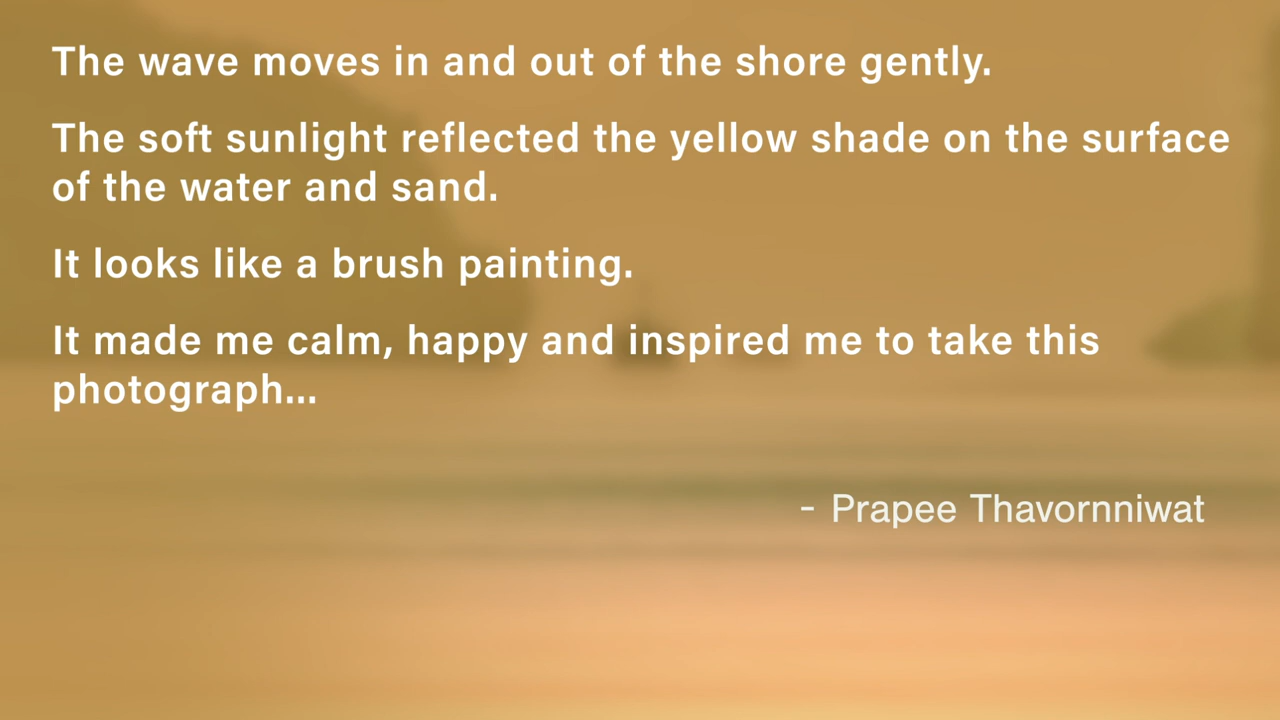 The wave moves in and out of the shore gently.
The soft sunlight reflected the yellow shade on the surface
of the water and sand.
It looks like a brush painting.
It made me calm, happy and inspired me to take this
photograph...
- Prapee Thavornniwat